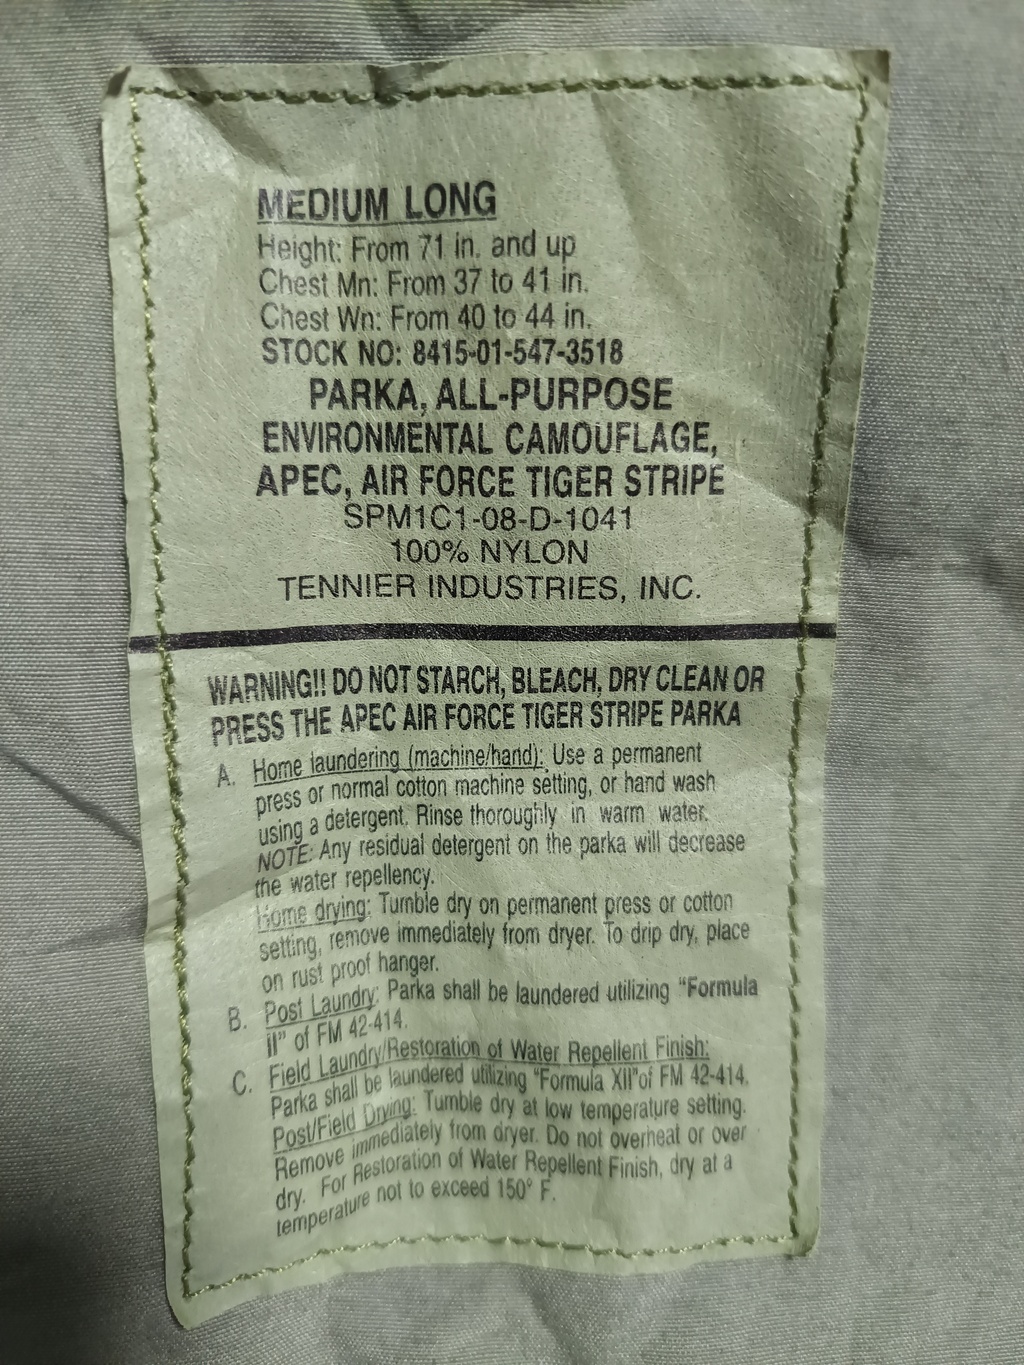 MEDIUM LONG
Height: From 71 in. and up
Chest Mn: From 37 to 41 in.
Chest Wn: From 40 to 44 in.
STOCK NO: 8415-01-547-3518
PARKA, ALL-PURPOSE
ENVIRONMENTAL CAMOUFLAGE,
APEC, AIR FORCE TIGER STRIPE
SPM1C1-08-D-1041
100% NYLON
TENNIER INDUSTRIES, INC.
WARNING!! DO NOT STARCH, BLEACH, DRY CLEAN OR
PRESS THE APEC AIR FORCE TIGER STRIPE PARKA
A. Home laundering (machine/hand): Use a permanent
press or normal cotton machine setting, or hand wash
using a detergent. Rinse thoroughly in warm water.
NOTE: Any residual detergent on the parka will decrease
the water repellency.
Home drying: Tumble dry on permanent press or cotton
setting, remove immediately from dryer. To drip dry, place
on rust proof hanger.
B. Post Laundry: Parka shall be laundered utilizing "Formula
II" of FM 42-414.
C. Field Laundry/Restoration of Water Repellent Finish:
Parka shall be laundered utilizing "Formula XII"of FM 42-414.
Post/Field Drying: Tumble dry at low temperature setting.
Remove immediately from dryer. Do not overheat or over
dry. For Restoration of Water Repellent Finish, dry at a
temperature not to exceed 150° F.